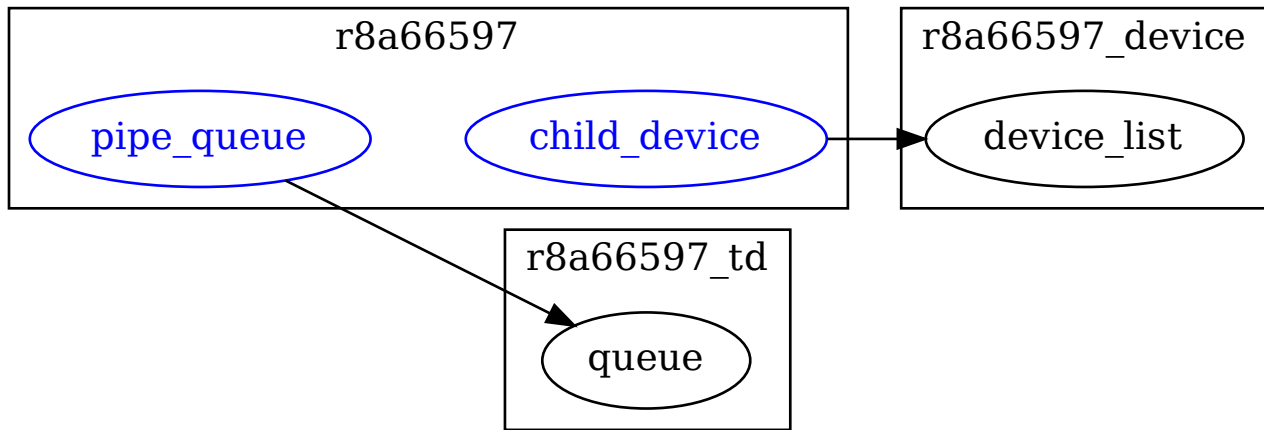 r8a66597
pipe_queue
child_device
r8a66597_device
device_list
r8a66597_td
queue